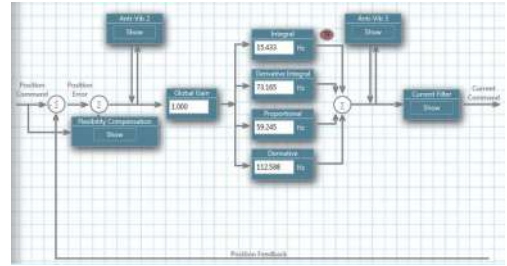 Anti-Vib 2
Show
Anti-Vib 3
Show
Integral
15.433 Hz
Position Command
Position Error
Global Gain
1.000
Derivative Integral
73.165 Hz
Σ
Σ
Σ
Current Filter
Show
Current Command
Flexibility Compensation
Show
Proportional
59.245 Hz
Derivative
112.588 Hz
Position Feedback